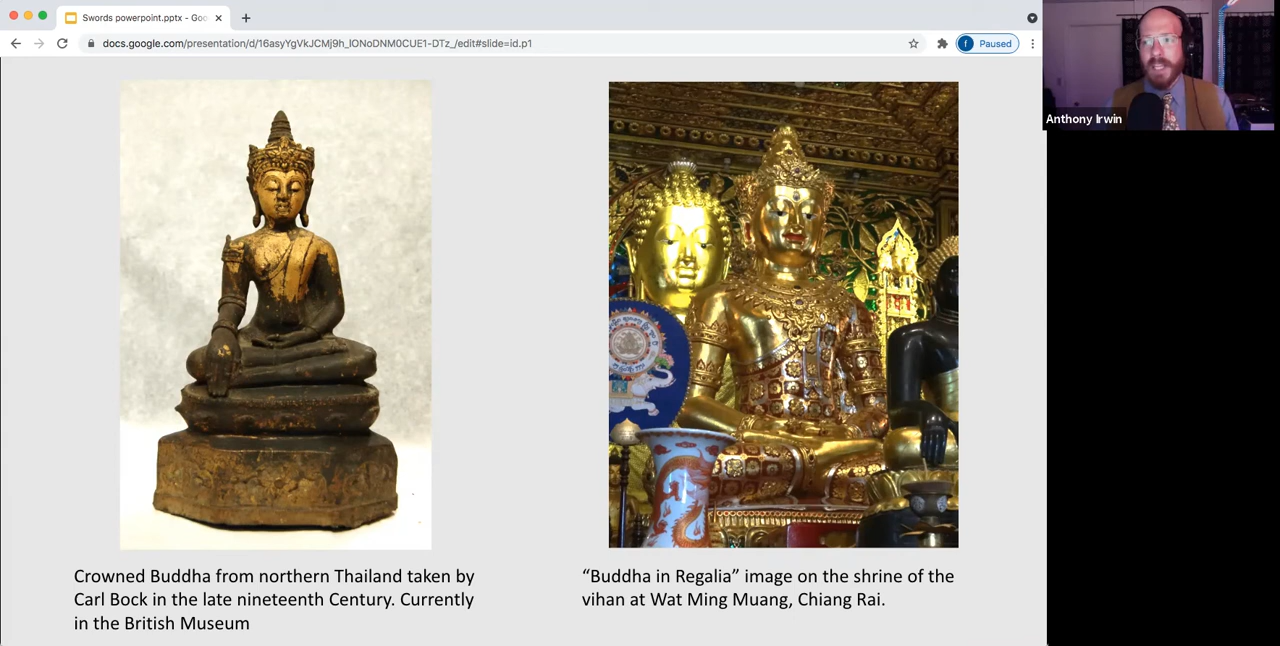 Swords powerpoint.pptx - Goo
docs.google.com/presentation/d/16asyYgVkJCMj9h_IONoDNM0CUE1-DTz_/edit#slide=id.p1
f Paused
Anthony Irwin
Crowned Buddha from northern Thailand taken by
Carl Bock in the late nineteenth Century. Currently
in the British Museum
“Buddha in Regalia” image on the shrine of the
vihan at Wat Ming Muang, Chiang Rai.